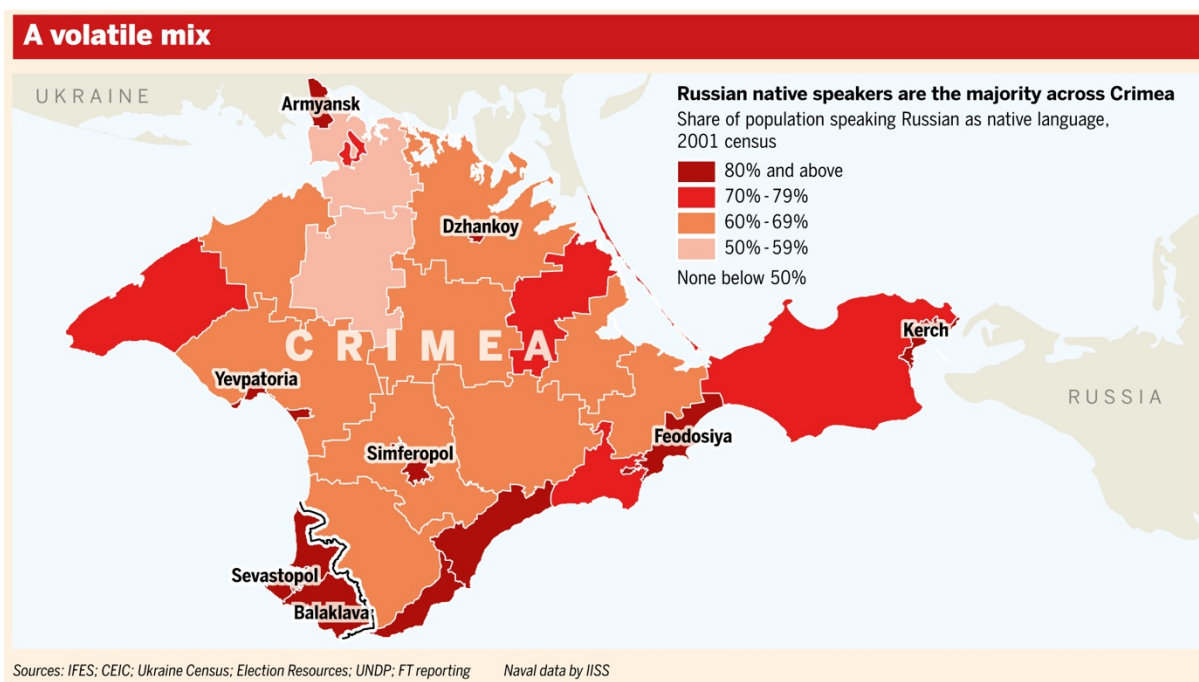 A volatile mix
UKRAINE
Armyansk
Russian native speakers are the majority across Crimea
Share of population speaking Russian as native language,
2001 census
80% and above
70% - 79%
60% - 69%
50% - 59%
None below 50%
Dzhankoy
CRIMEA
Kerch
Yevpatoria
RUSSIA
Simferopol
Feodosiya
Sevastopol
Balaklava
Sources: IFES; CEIC; Ukraine Census; Election Resources; UNDP; FT reporting Naval data by IISS